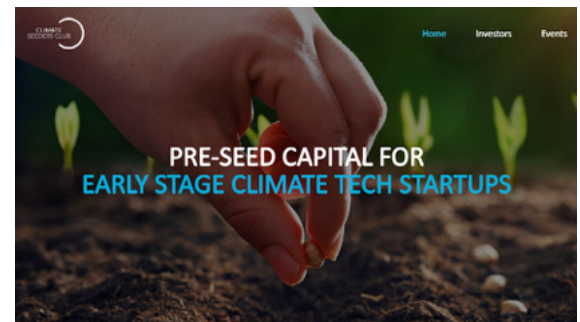 CLIMATE
SEEDERS CLUB
Home Investors Events
PRE-SEED CAPITAL FOR
EARLY STAGE CLIMATE TECH STARTUPS